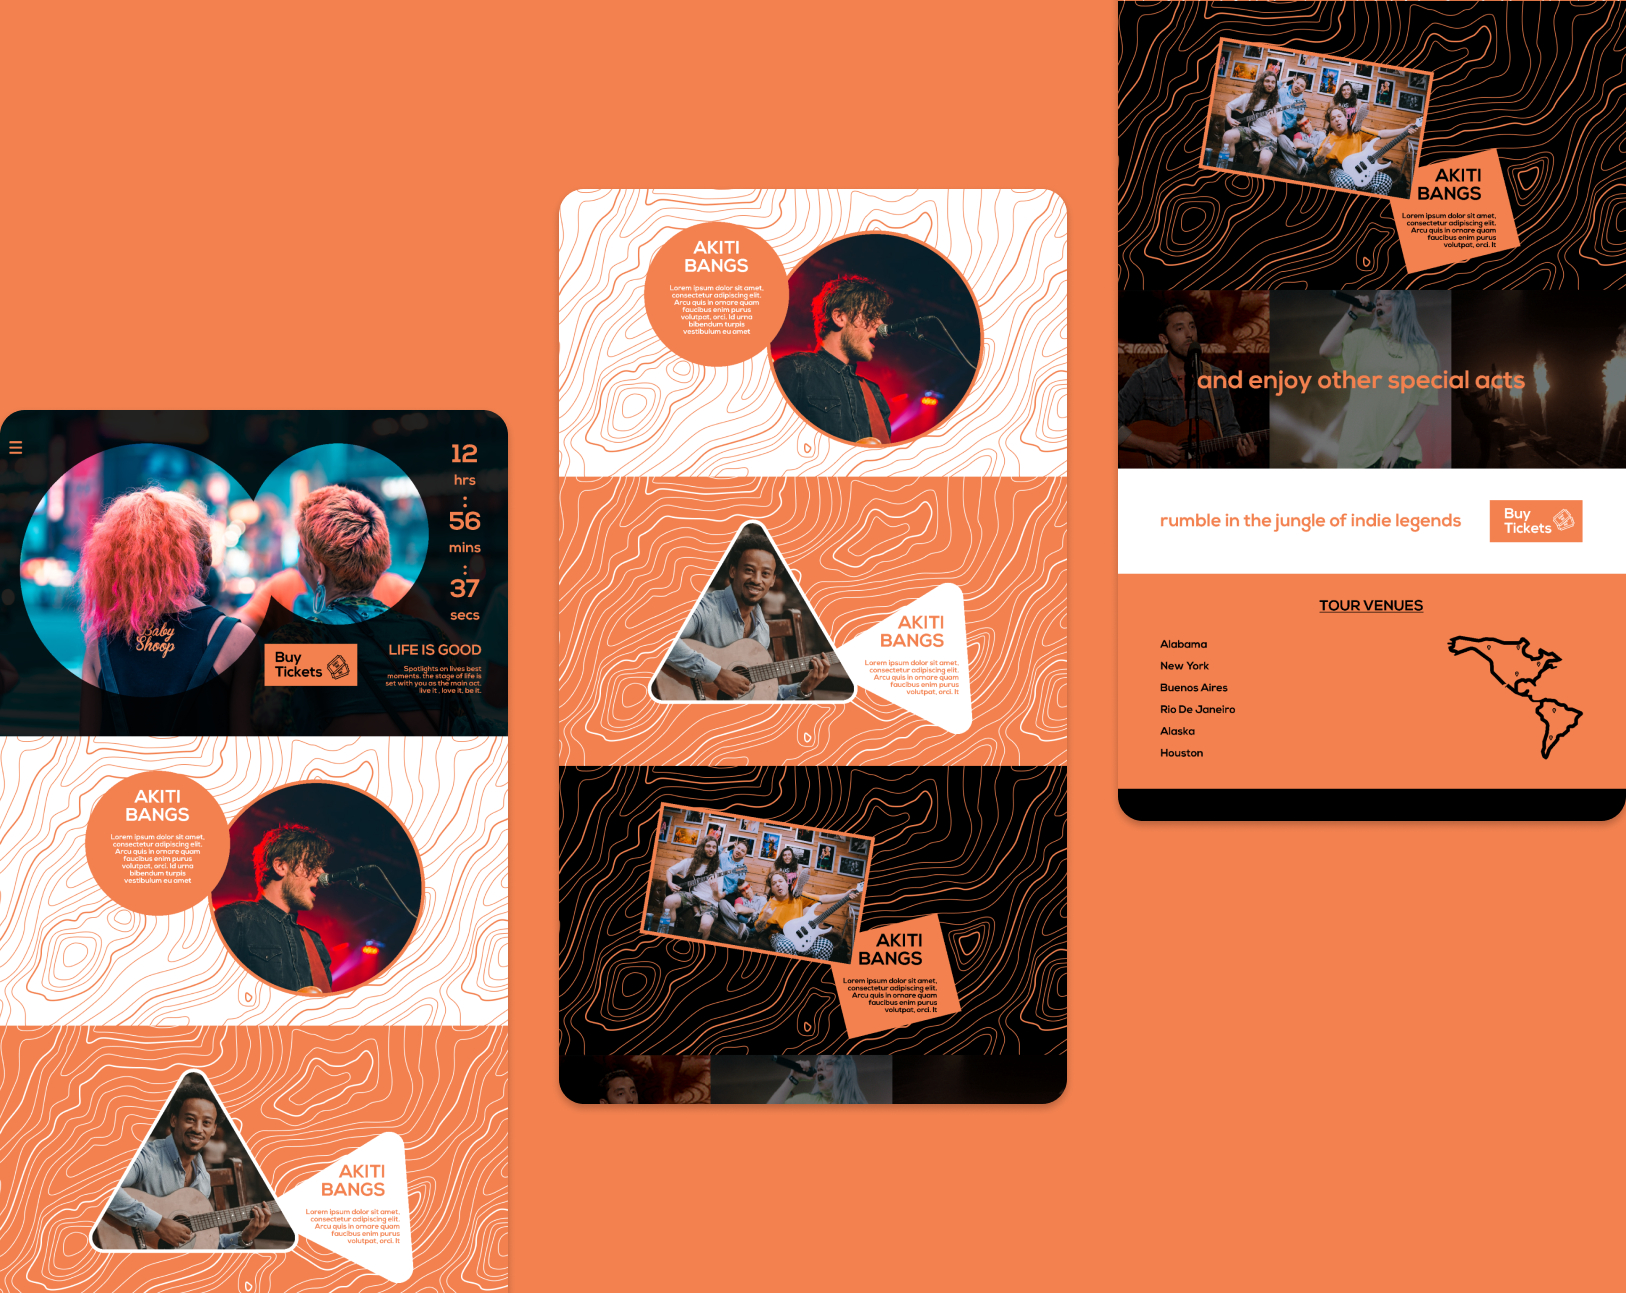 12
hrs
:
56
mins
:
37
secs
Baby
Shoop
Buy
Tickets
LIFE IS GOOD
Spotlights on lives best
moments. the stage of life is
set with you as the main act.
live it . love it, be it.
AKITI
BANGS
Lorem ipsum dolor sit amet,
consectetur adipiscing elit.
Arcu quis in ornare quam
faucibus enim purus
volutpat, orci. Id urna
bibendum turpis
vestibulum eu amet
AKITI
BANGS
Lorem ipsum dolor sit amet,
consectetur adipiscing elit.
Arcu quis in ornare quam
faucibus enim purus
volutpat, orci. It
AKITI
BANGS
Lorem ipsum dolor sit amet,
consectetur adipiscing elit.
Arcu quis in ornare quam
faucibus enim purus
volutpat, orci. Id urna
bibendum turpis
vestibulum eu amet
AKITI
BANGS
Lorem ipsum dolor sit amet,
consectetur adipiscing elit.
Arcu quis in ornare quam
faucibus enim purus
volutpat, orci. It
AKITI
BANGS
Lorem ipsum dolor sit amet,
consectetur adipiscing elit.
Arcu quis in ornare quam
faucibus enim purus
volutpat, orci. It
AKITI
BANGS
Lorem ipsum dolor sit amet,
consectetur adipiscing elit.
Arcu quis in ornare quam
faucibus enim purus
volutpat, orci. It
and enjoy other special acts
rumble in the jungle of indie legends
Buy
Tickets
TOUR VENUES
Alabama
New York
Buenos Aires
Rio De Janeiro
Alaska
Houston